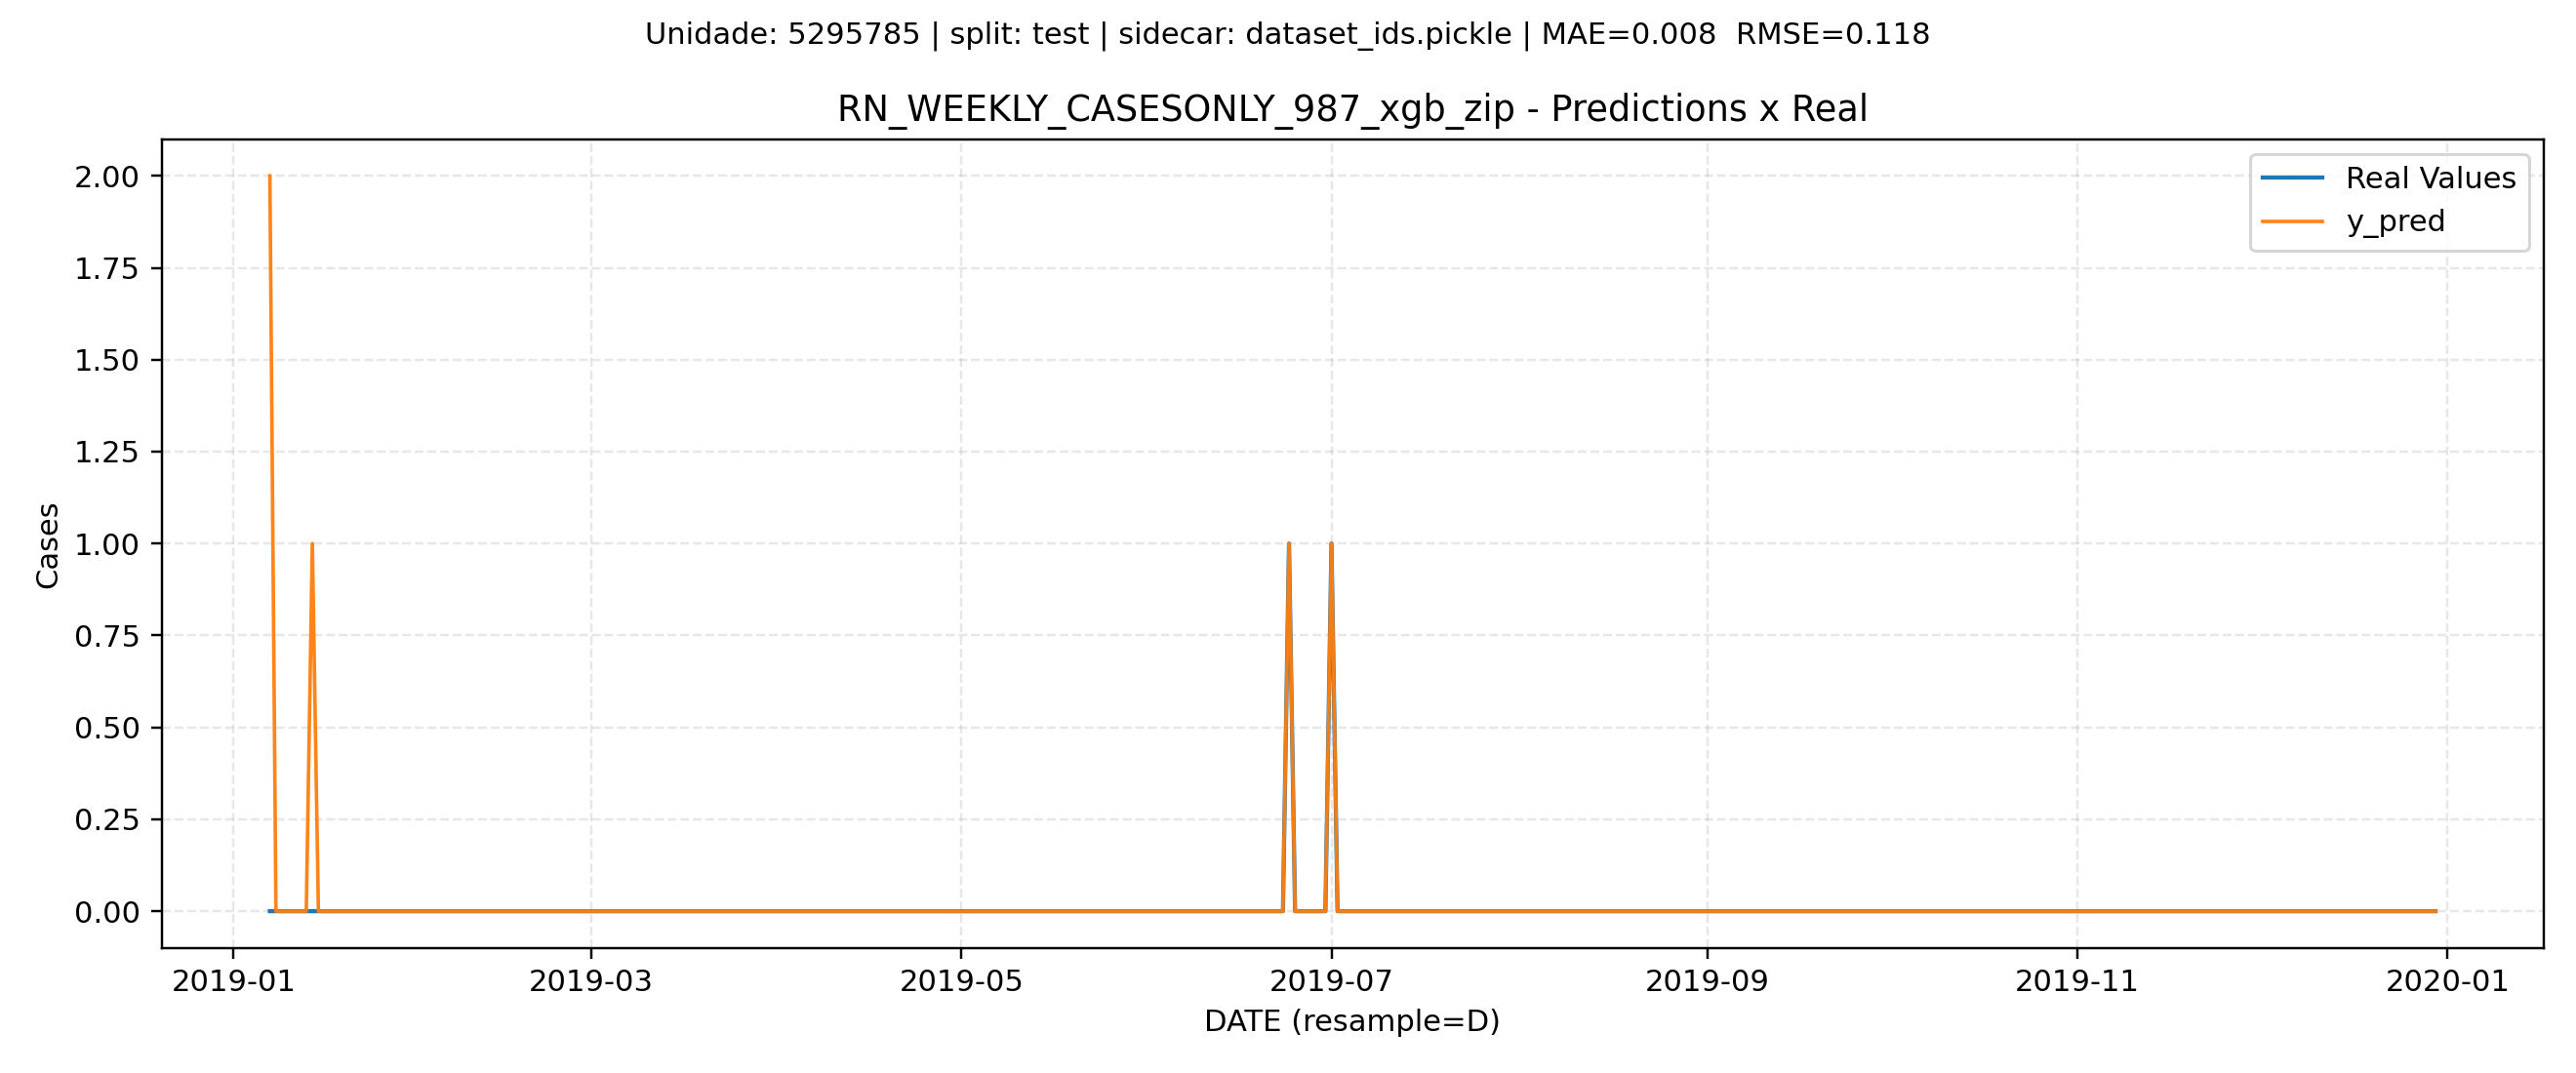 Unidade: 5295785 | split: test | sidecar: dataset_ids.pickle | MAE=0.008  RMSE=0.118
RN_WEEKLY_CASESONLY_987_xgb_zip - Predictions x Real
Real Values
y_pred
2.00
1.75
1.50
1.25
1.00
0.75
0.50
0.25
0.00
Cases
2019-01 2019-03 2019-05 2019-07 2019-09 2019-11 2020-01
DATE (resample=D)